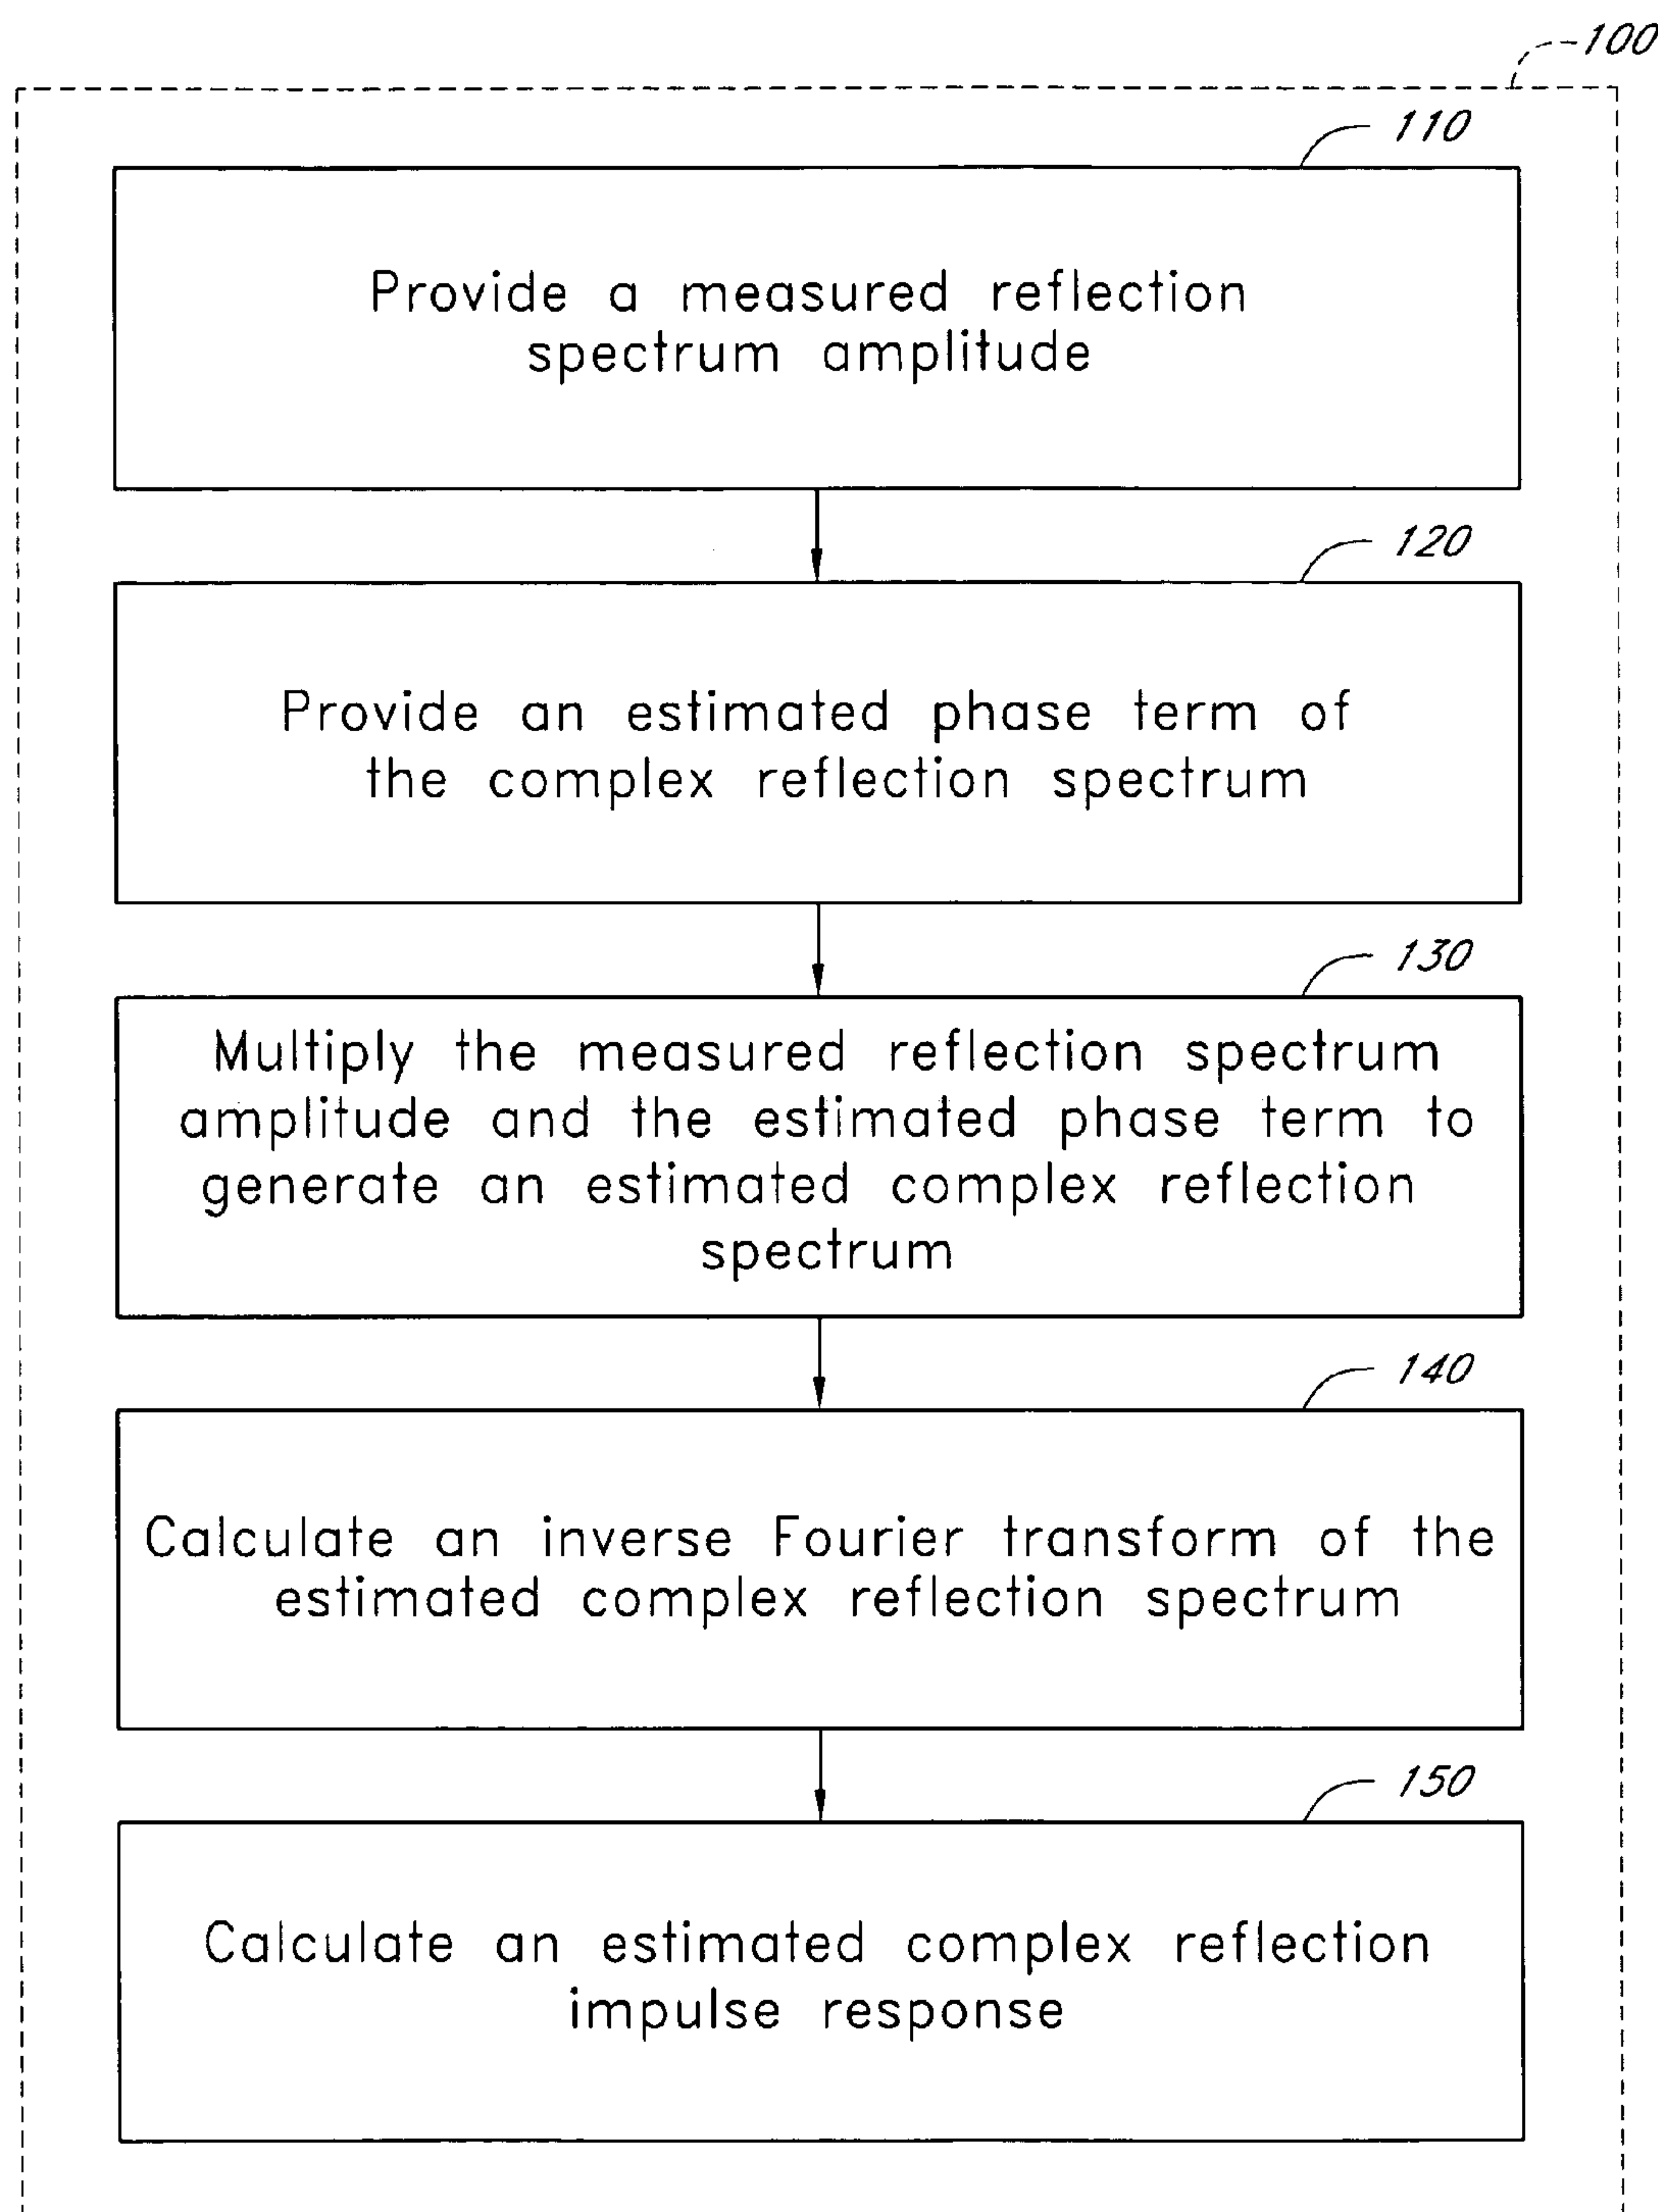 100
110
Provide a measured reflection
spectrum amplitude
120
Provide an estimated phase term of
the complex reflection spectrum
130
Multiply the measured reflection spectrum
amplitude and the estimated phase term to
generate an estimated complex reflection
spectrum
140
Calculate an inverse Fourier transform of the
estimated complex reflection spectrum
150
Calculate an estimated complex reflection
impulse response